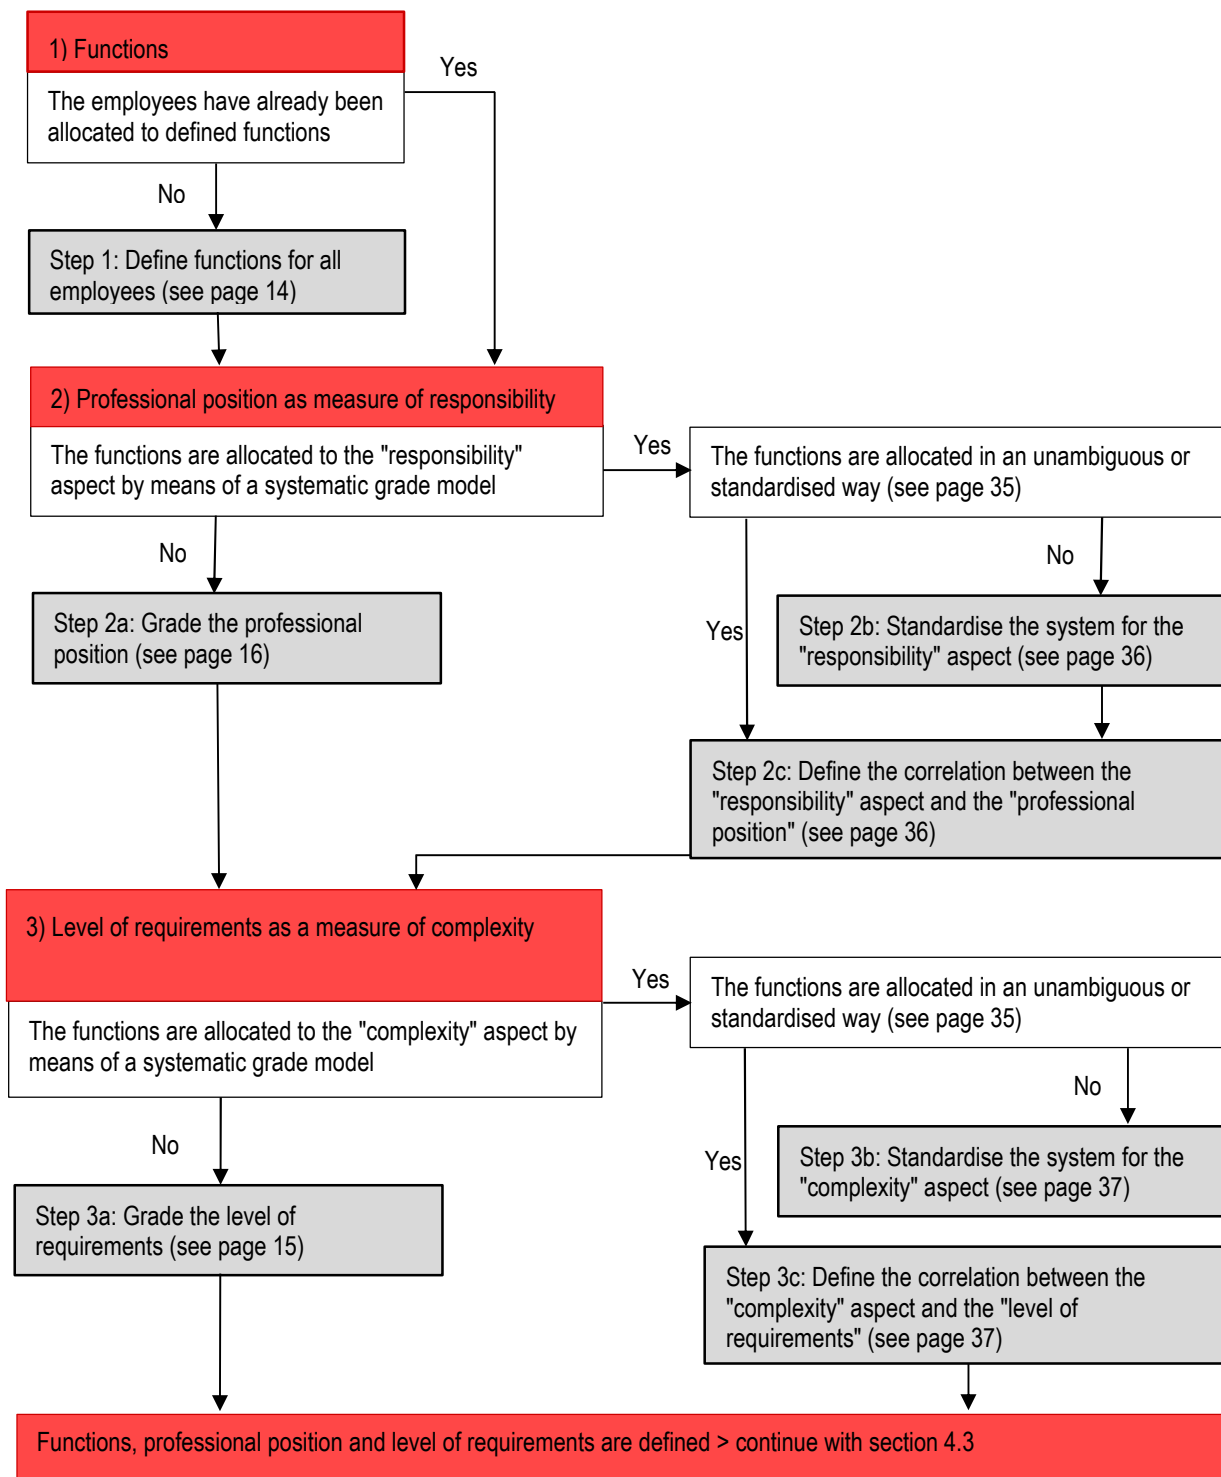 1) Functions
Yes
The employees have already been
allocated to defined functions
No
Step 1: Define functions for all
employees (see page 14)
2) Professional position as measure of responsibility
The functions are allocated to the "responsibility"
aspect by means of a systematic grade model
Yes
The functions are allocated in an unambiguous or
standardised way (see page 35)
No
No
Step 2a: Grade the professional
position (see page 16)
Yes
Step 2b: Standardise the system for the
"responsibility" aspect (see page 36)
Step 2c: Define the correlation between the
"responsibility" aspect and the "professional
position" (see page 36)
3) Level of requirements as a measure of complexity
The functions are allocated to the "complexity" aspect by
means of a systematic grade model
Yes
The functions are allocated in an unambiguous or
standardised way (see page 35)
No
No
Step 3a: Grade the level of
requirements (see page 15)
Yes
Step 3b: Standardise the system for the
"complexity" aspect (see page 37)
Step 3c: Define the correlation between the
"complexity" aspect and the "level of
requirements" (see page 37)
Functions, professional position and level of requirements are defined > continue with section 4.3